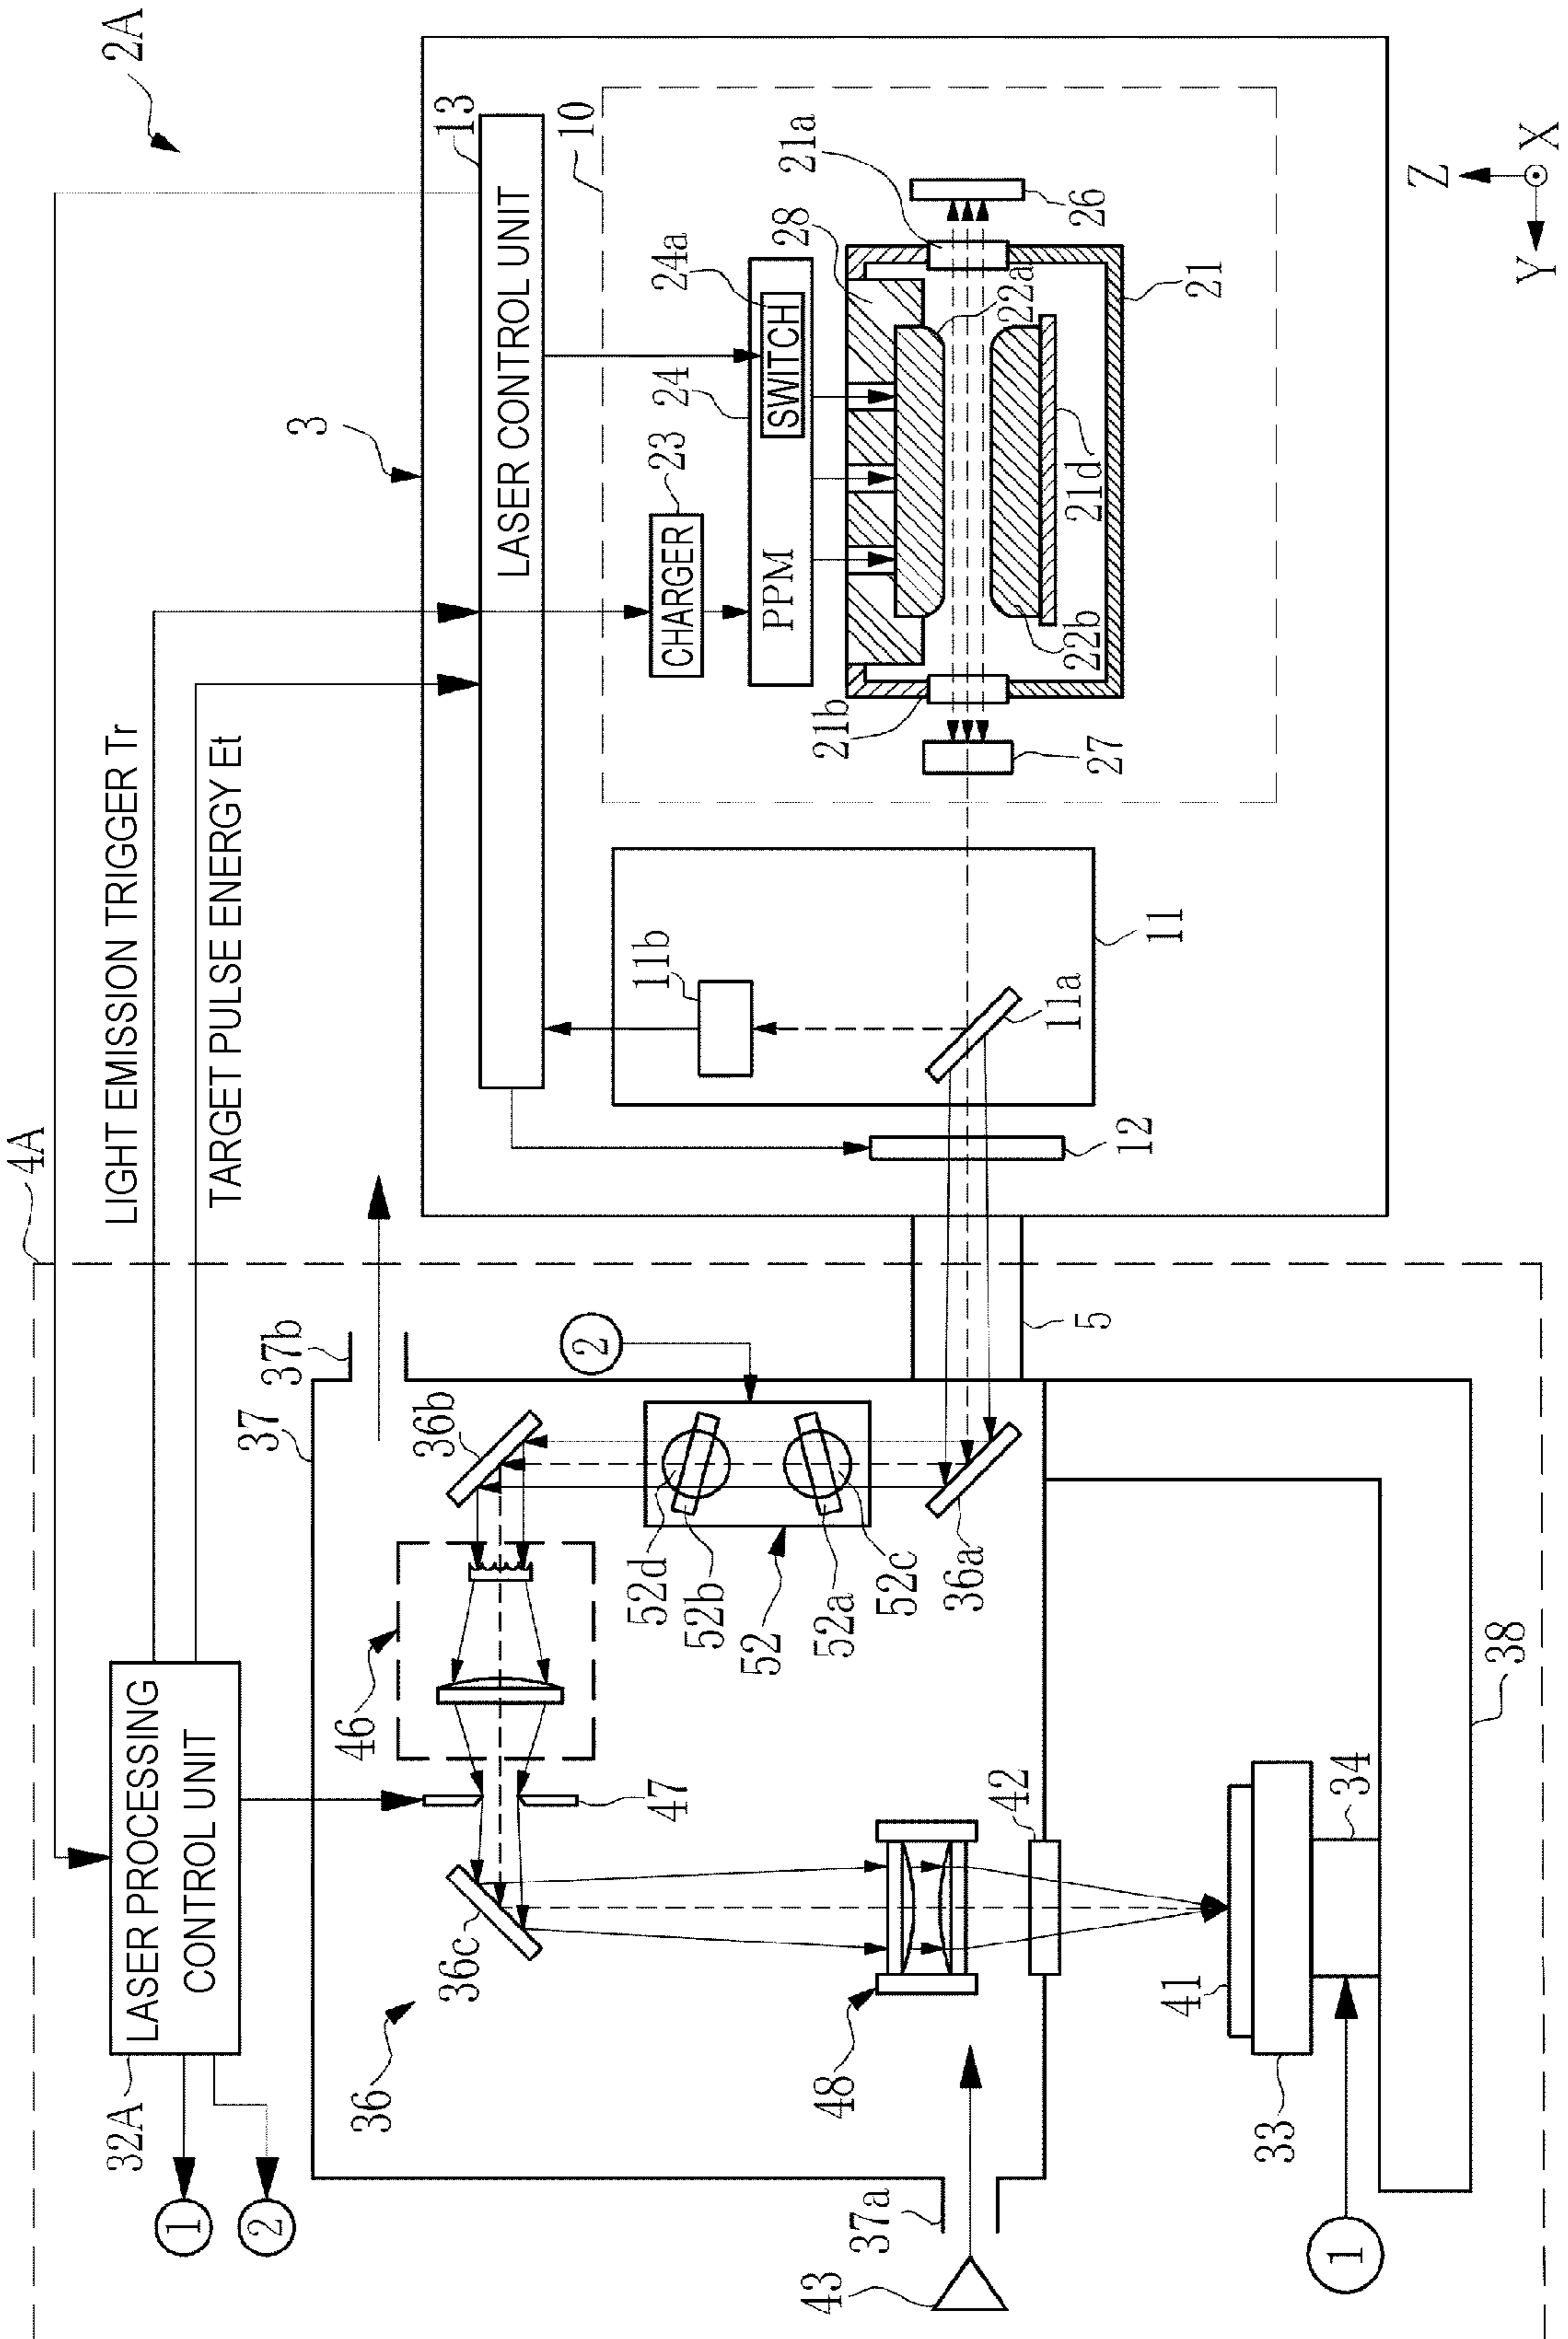 2A
4A
LIGHT EMISSION TRIGGER Tr
TARGET PULSE ENERGY Et
3
13
LASER CONTROL UNIT
10
CHARGER
23
24
24a
PPM
SWITCH
28
21a
26
22a
21
21d
22b
21b
27
11b
11a
11
12
5
Z
Y
X
LASER PROCESSING
CONTROL UNIT
32A
1
2
37
37b
2
36b
52d
52b
52
52a
52c
36a
46
47
36c
36
48
42
37a
43
41
33
34
38
1